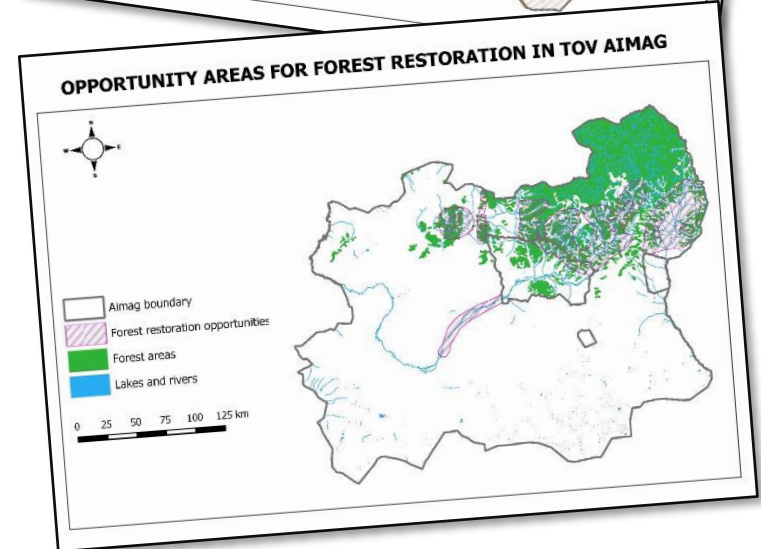 OPPORTUNITY AREAS FOR FOREST RESTORATION IN TOV AIMAG
N
W E
S
Aimag boundary
Forest restoration opportunities
Forest areas
Lakes and rivers
0 25 50 75 100 125 km